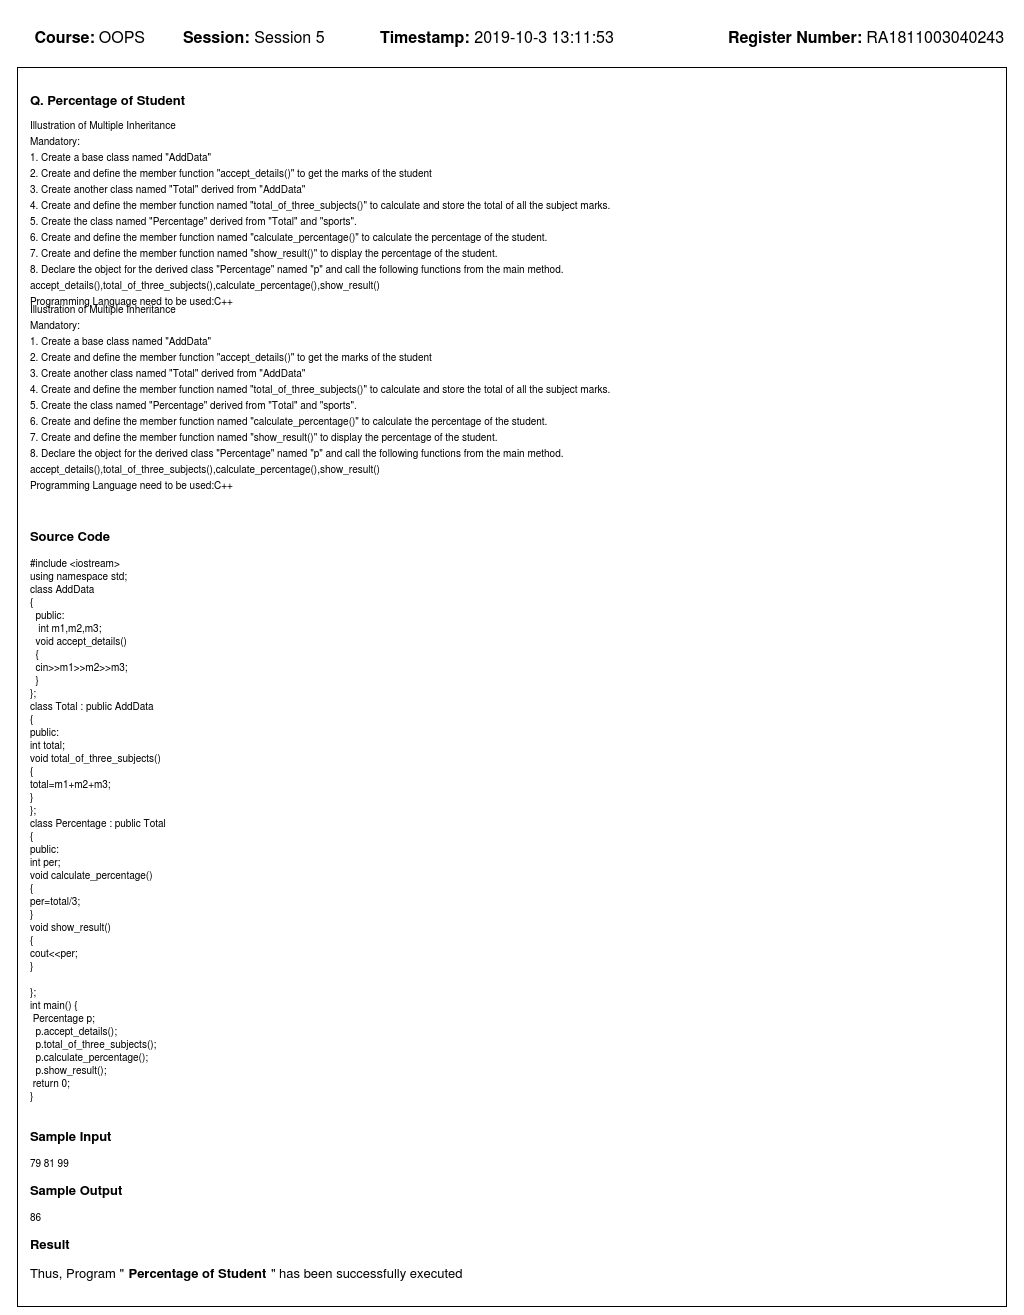 Course: OOPS Session: Session 5 Timestamp: 2019-10-3 13:11:53 Register Number: RA1811003040243
Q. Percentage of Student
Illustration of Multiple Inheritance
Mandatory:
1. Create a base class named "AddData"
2. Create and define the member function "accept_details()" to get the marks of the student
3. Create another class named "Total" derived from "AddData"
4. Create and define the member function named "total_of_three_subjects()" to calculate and store the total of all the subject marks.
5. Create the class named "Percentage" derived from "Total" and "sports".
6. Create and define the member function named "calculate_percentage()" to calculate the percentage of the student.
7. Create and define the member function named "show_result()" to display the percentage of the student.
8. Declare the object for the derived class "Percentage" named "p" and call the following functions from the main method.
accept_details(),total_of_three_subjects(),calculate_percentage(),show_result()
Programming Language need to be used:C++
Illustration of Multiple Inheritance
Mandatory:
1. Create a base class named "AddData"
2. Create and define the member function "accept_details()" to get the marks of the student
3. Create another class named "Total" derived from "AddData"
4. Create and define the member function named "total_of_three_subjects()" to calculate and store the total of all the subject marks.
5. Create the class named "Percentage" derived from "Total" and "sports".
6. Create and define the member function named "calculate_percentage()" to calculate the percentage of the student.
7. Create and define the member function named "show_result()" to display the percentage of the student.
8. Declare the object for the derived class "Percentage" named "p" and call the following functions from the main method.
accept_details(),total_of_three_subjects(),calculate_percentage(),show_result()
Programming Language need to be used:C++
Source Code
#include <iostream>
using namespace std;
class AddData
{
public:
int m1,m2,m3;
void accept_details()
{
cin>>m1>>m2>>m3;
}
};
class Total : public AddData
{
public:
int total;
void total_of_three_subjects()
{
total=m1+m2+m3;
}
};
class Percentage : public Total
{
public:
int per;
void calculate_percentage()
{
per=total/3;
}
void show_result()
{
cout<<per;
}
};
int main() {
Percentage p;
p.accept_details();
p.total_of_three_subjects();
p.calculate_percentage();
p.show_result();
return 0;
}
Sample Input
79 81 99
Sample Output
86
Result
Thus, Program " Percentage of Student " has been successfully executed